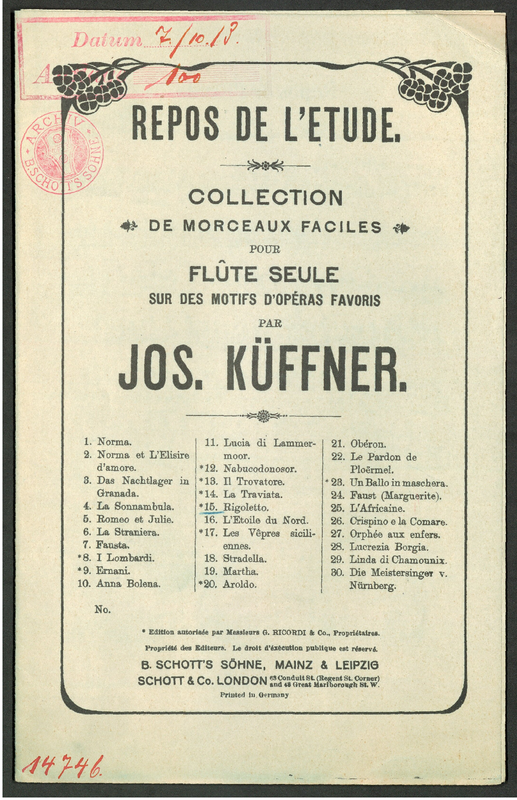 Datum 7./10.13.
100
ARCHIV
B. SCHOTT'S SÖHNE
REPOS DE L'ETUDE.
COLLECTION
DE MORCEAUX FACILES
POUR
FLÛTE SEULE
SUR DES MOTIFS D'OPÉRAS FAVORIS
PAR
JOS. KÜFFNER.
1. Norma.
2. Norma et L'Elisire
d'amore.
3. Das Nachtlager in
Granada.
4. La Sonnambula.
5. Romeo et Julie.
6. La Straniera.
7. Fausta.
*8. I Lombardi.
*9. Ernani.
10. Anna Bolena.
11. Lucia di Lammer-
moor.
*12. Nabucodonosor.
*13. Il Trovatore.
*14. La Traviata.
*15. Rigoletto.
16. L'Etoile du Nord.
*17. Les Vêpres sicili-
ennes.
18. Stradella.
19. Martha.
*20. Aroldo.
21. Obéron.
22. Le Pardon de
Ploërmel.
*23. Un Ballo in maschera.
24. Faust (Marguerite).
25. L'Africaine.
26. Crispino e la Comare.
27. Orphée aux enfers.
28. Lucrezia Borgia.
29. Linda di Chamounix.
30. Die Meistersinger v.
Nürnberg.
No.
* Edition autorisée par Messieurs G. RICORDI & Co., Propriétaires.
Propriété des Editeurs. Le droit d'éxécution publique est réservé.
B. SCHOTT'S SÖHNE, MAINZ & LEIPZIG
SCHOTT & Co. LONDON 63 Conduit St. (Regent St. Corner)
and 48 Great Marlborough St. W.
Printed in Germany
14746.